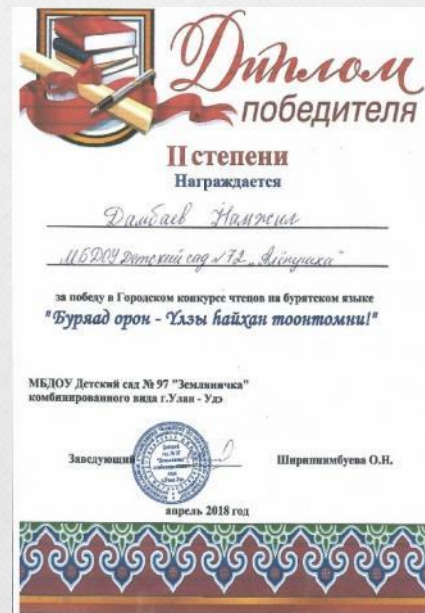 Диплом
победителя
II степени
Награждается
Дамбаев Намжил
МБДОУ Детский сад № 72 "Алёнушка"
за победу в Городском конкурсе чтецов на бурятском языке
"Буряад орон - Үлзы һайхан тоонтомни!"
МБДОУ Детский сад № 97 "Земляничка"
комбинированного вида г.Улан - Удэ
Заведующий
Ширипнимбуева О.Н.
апрель 2018 год